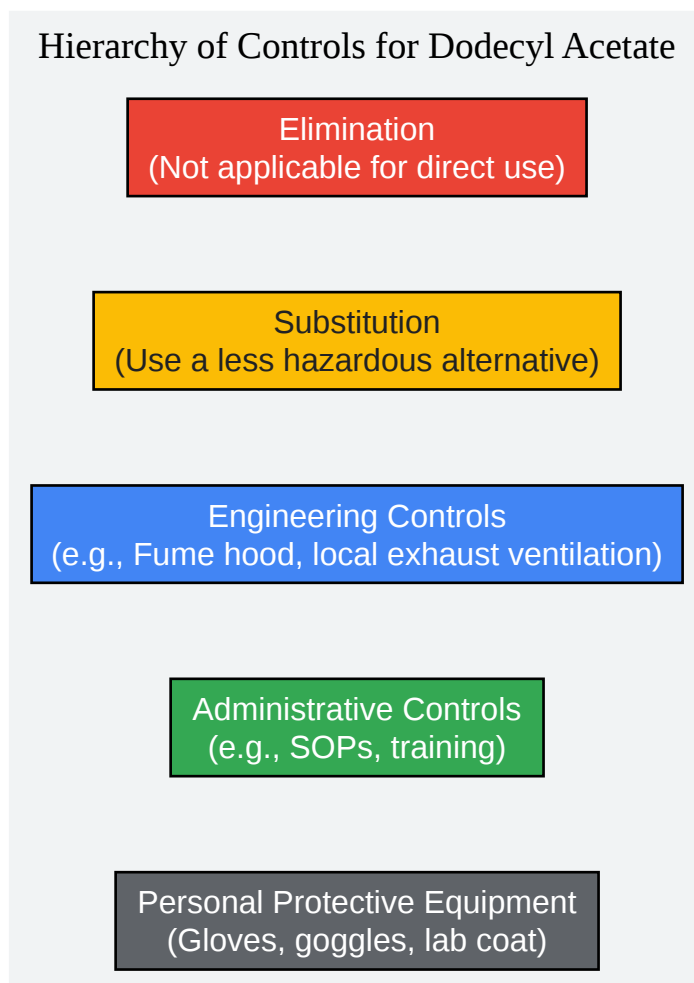 Hierarchy of Controls for Dodecyl Acetate
Elimination
(Not applicable for direct use)
Substitution
(Use a less hazardous alternative)
Engineering Controls
(e.g., Fume hood, local exhaust ventilation)
Administrative Controls
(e.g., SOPs, training)
Personal Protective Equipment
(Gloves, goggles, lab coat)